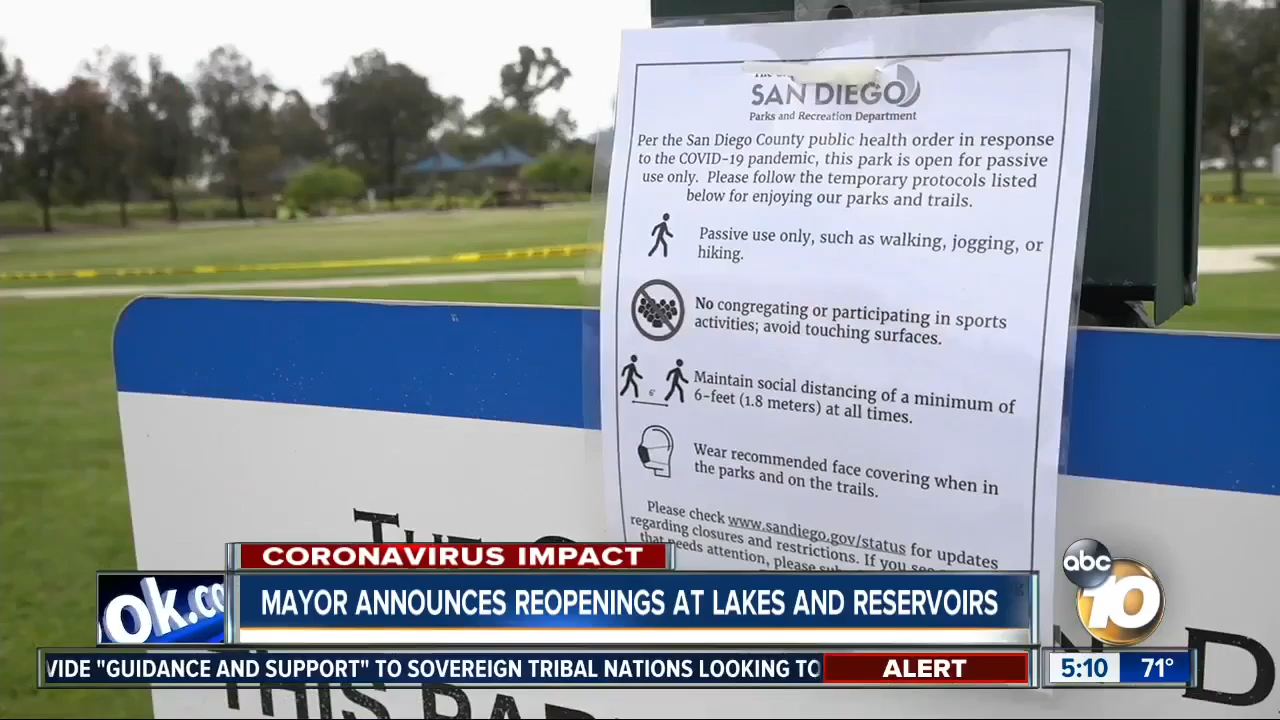 SAN DIEGO
Parks and Recreation Department
Per the San Diego County public health order in response
to the COVID-19 pandemic, this park is open for passive
use only. Please follow the temporary protocols listed
below for enjoying our parks and trails.
Passive use only, such as walking, jogging, or
hiking.
No congregating or participating in sports
activities; avoid touching surfaces.
6'
Maintain social distancing of a minimum of
6-feet (1.8 meters) at all times.
Wear recommended face covering when in
the parks and on the trails.
Please check www.sandiego.gov/status for updates
regarding closures and restrictions. If you see
that needs attention, please
THE
CORONAVIRUS IMPACT
ok.co
MAYOR ANNOUNCES REOPENINGS AT LAKES AND RESERVOIRS
abc
10
VIDE "GUIDANCE AND SUPPORT" TO SOVEREIGN TRIBAL NATIONS LOOKING TO
ALERT
5:10 71°
THIS PAR